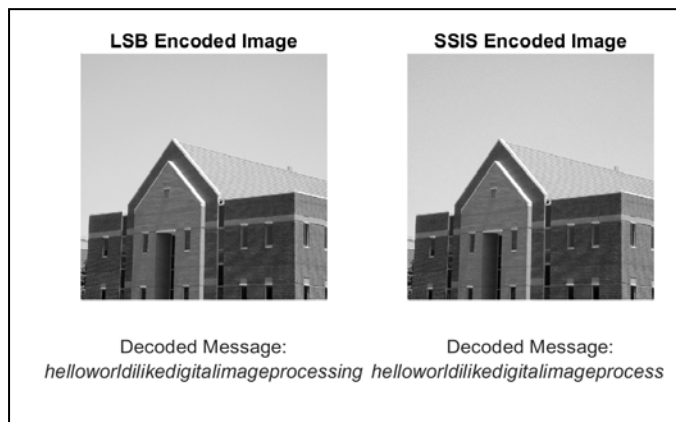 LSB Encoded Image
SSIS Encoded Image
Decoded Message:
helloworldilikedigitalimageprocessing
Decoded Message:
helloworldilikedigitalimageprocess